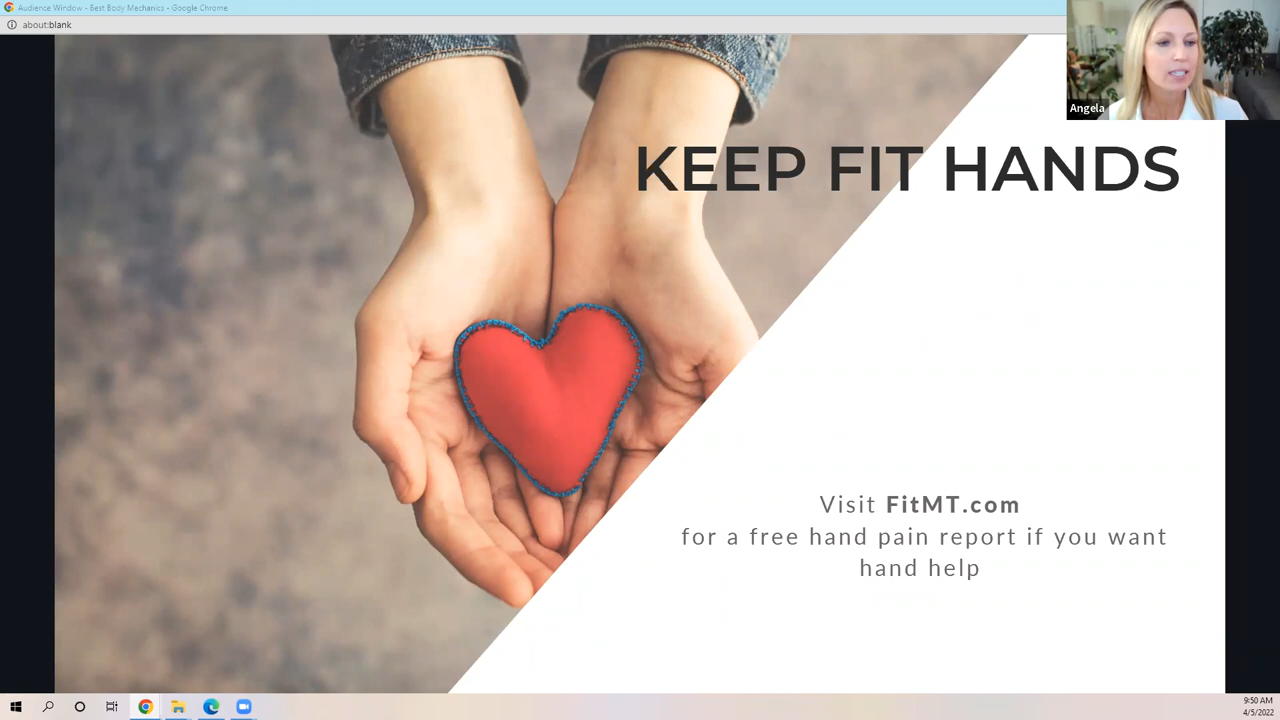 Audience Window - Best Body Mechanics - Google Chrome
about:blank
Angela
KEEP FIT HANDS
Visit FitMT.com
for a free hand pain report if you want
hand help
9:50 AM
4/5/2022